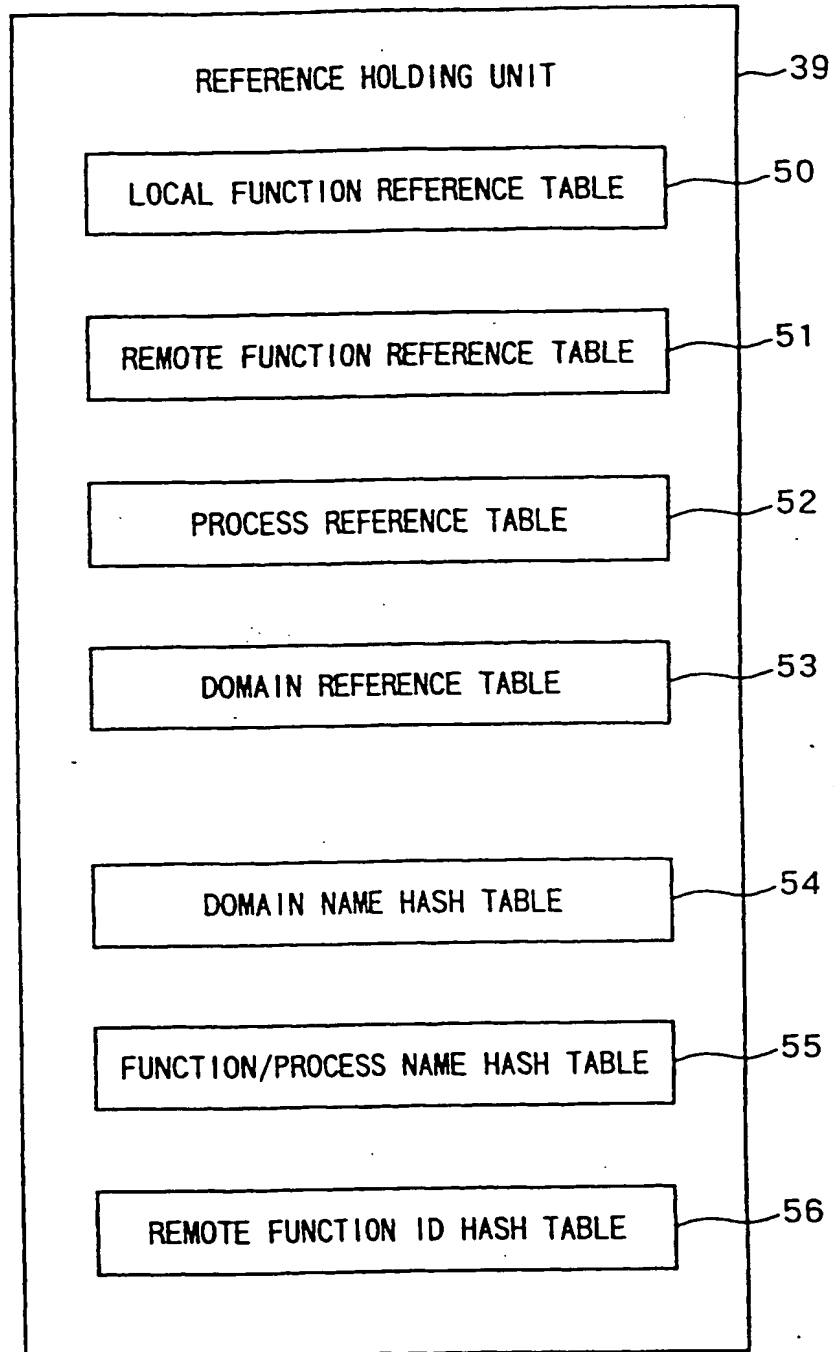 REFERENCE HOLDING UNIT
39
LOCAL FUNCTION REFERENCE TABLE
50
REMOTE FUNCTION REFERENCE TABLE
51
PROCESS REFERENCE TABLE
52
DOMAIN REFERENCE TABLE
53
DOMAIN NAME HASH TABLE
54
FUNCTION/PROCESS NAME HASH TABLE
55
REMOTE FUNCTION ID HASH TABLE
56